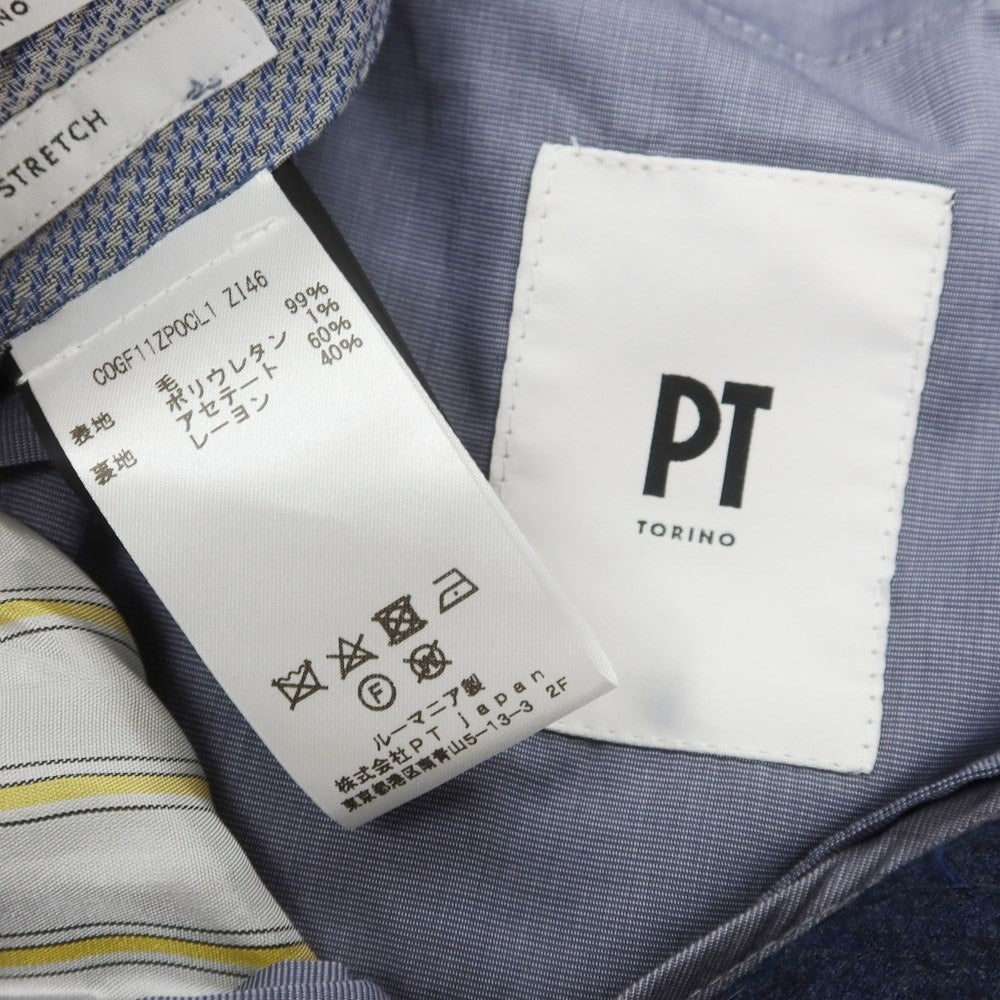 NO
STRETCH
COGF11ZPOCL1 Z146
表地 毛 99%
ポリウレタン 1%
裏地 アセテート 60%
レーヨン 40%
F
W
ルーマニア製
株式会社PT japan
東京都港区南青山5-13-3 2F
PT
TORINO